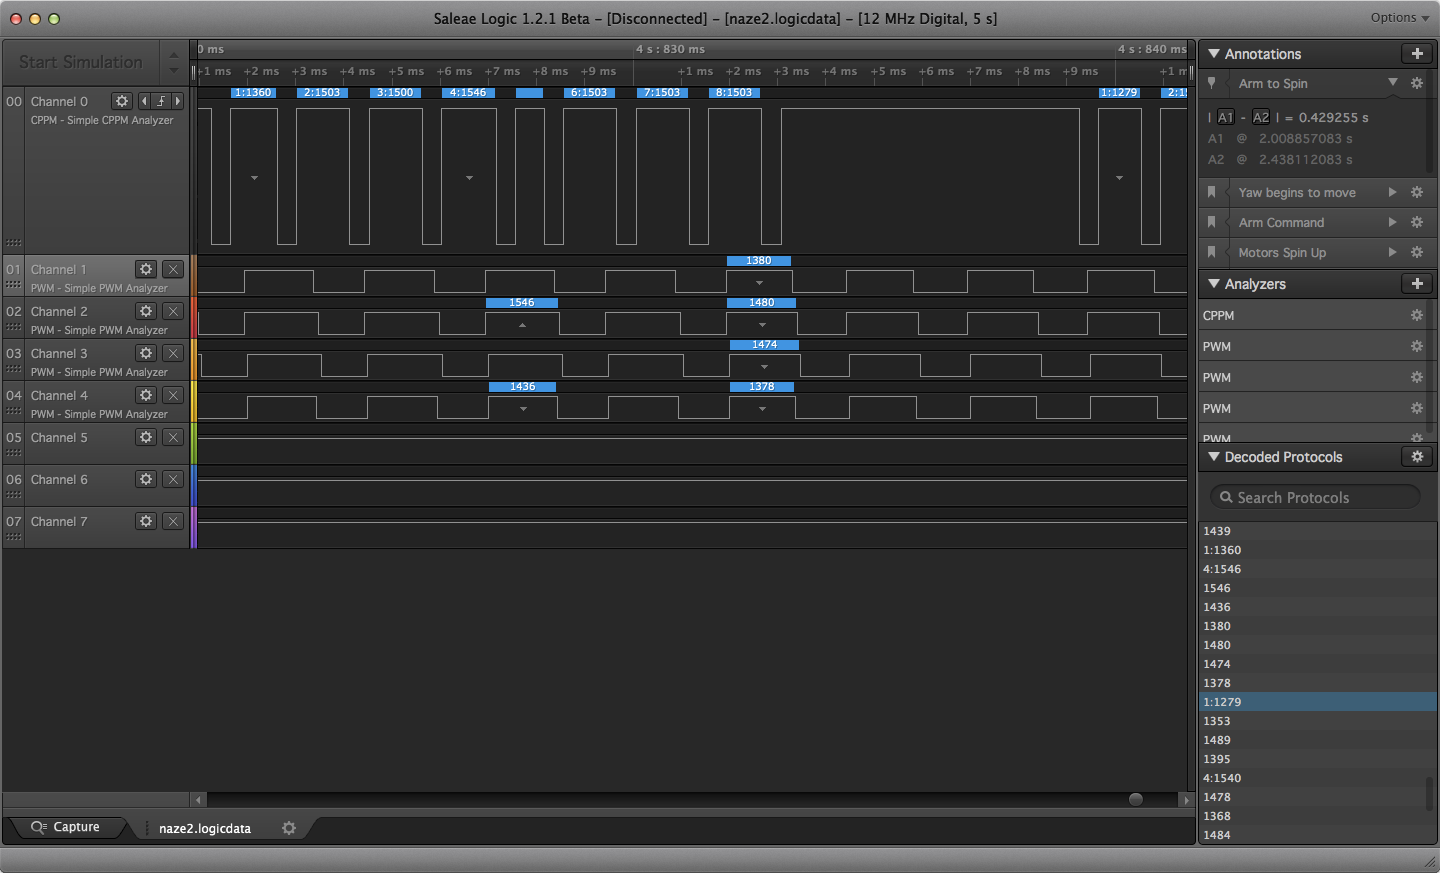 Saleae Logic 1.2.1 Beta – [Disconnected] – [naze2.logicdata] – [12 MHz Digital, 5 s]
Options
Start Simulation
0 ms
4 s : 830 ms
4 s : 840 ms
+1 ms +2 ms +3 ms +4 ms +5 ms +6 ms +7 ms +8 ms +9 ms +1 ms +2 ms +3 ms +4 ms +5 ms +6 ms +7 ms +8 ms +9 ms +1 m
00 Channel 0
CPPM - Simple CPPM Analyzer
1:1360 2:1503 3:1500 4:1546 6:1503 7:1503 8:1503 1:1279 2:1
01 Channel 1
PWM - Simple PWM Analyzer
1380
02 Channel 2
PWM - Simple PWM Analyzer
1546 1480
03 Channel 3
PWM - Simple PWM Analyzer
1474
04 Channel 4
PWM - Simple PWM Analyzer
1436 1378
05 Channel 5
06 Channel 6
07 Channel 7
Capture
naze2.logicdata
Annotations
Arm to Spin
| A1 - A2 | = 0.429255 s
A1 @ 2.008857083 s
A2 @ 2.438112083 s
Yaw begins to move
Arm Command
Motors Spin Up
Analyzers
CPPM
PWM
PWM
PWM
PWM
Decoded Protocols
Search Protocols
1439
1:1360
4:1546
1546
1436
1380
1480
1474
1378
1:1279
1353
1489
1395
4:1540
1478
1368
1484